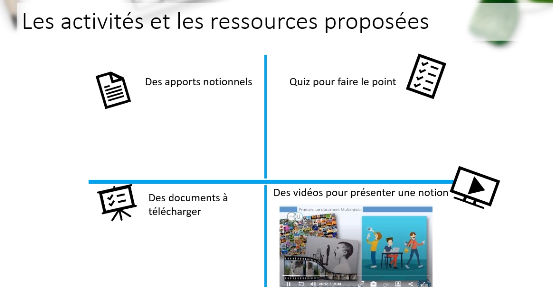 Les activités et les ressources proposées
Des apports notionnels
Quiz pour faire le point
Des documents à
télécharger
Des vidéos pour présenter une notion